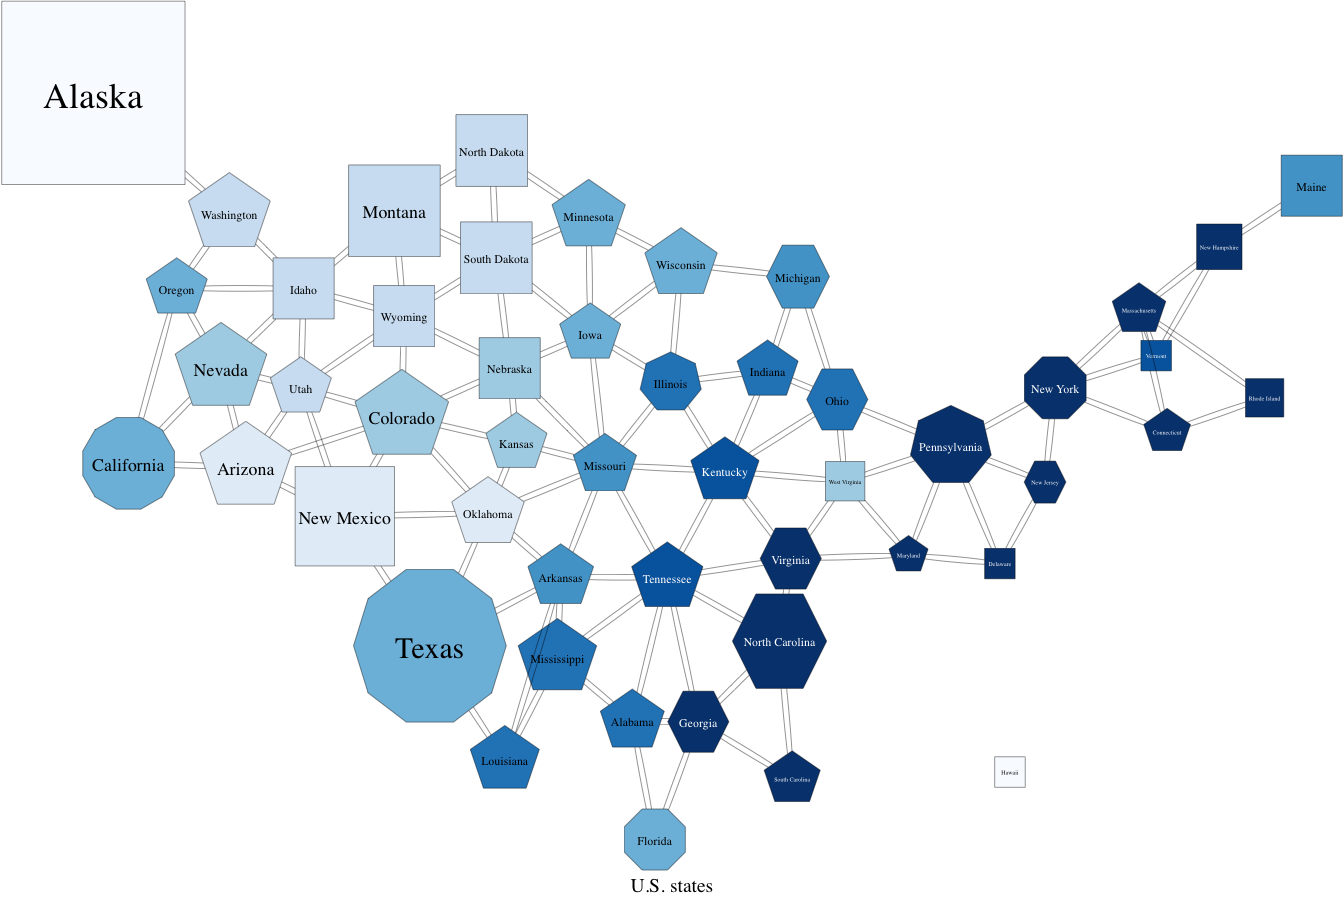 Alaska
North Dakota
Maine
Montana
Washington
Minnesota
New Hampshire
South Dakota
Wisconsin
Michigan
Oregon
Idaho
Massachusetts
Wyoming
Iowa
Vermont
Nevada
Nebraska
Indiana
Illinois
Utah
New York
Rhode Island
Ohio
Colorado
Connecticut
Kansas
Pennsylvania
California
Arizona
Missouri
Kentucky
West Virginia
New Jersey
New Mexico
Oklahoma
Maryland
Virginia
Delaware
Arkansas
Tennessee
North Carolina
Texas
Mississippi
Alabama
Georgia
Louisiana
Hawaii
South Carolina
Florida
U.S. states